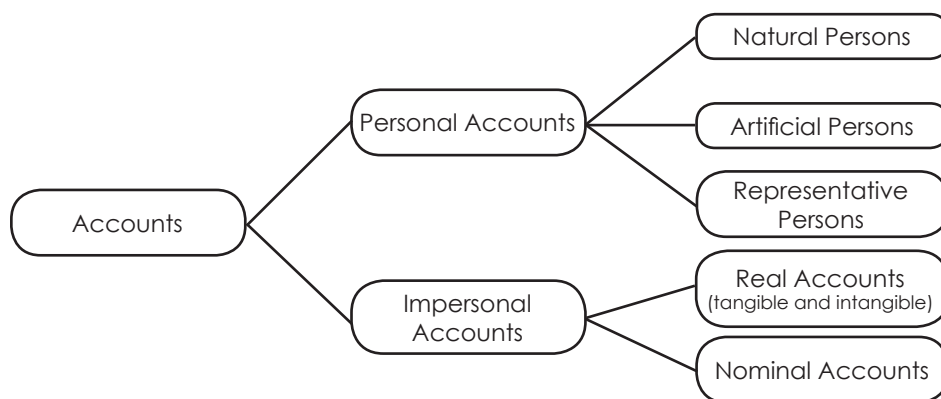 Natural Persons
Personal Accounts
Artificial Persons
Representative
Persons
Accounts
Impersonal
Accounts
Real Accounts
(tangible and intangible)
Nominal Accounts